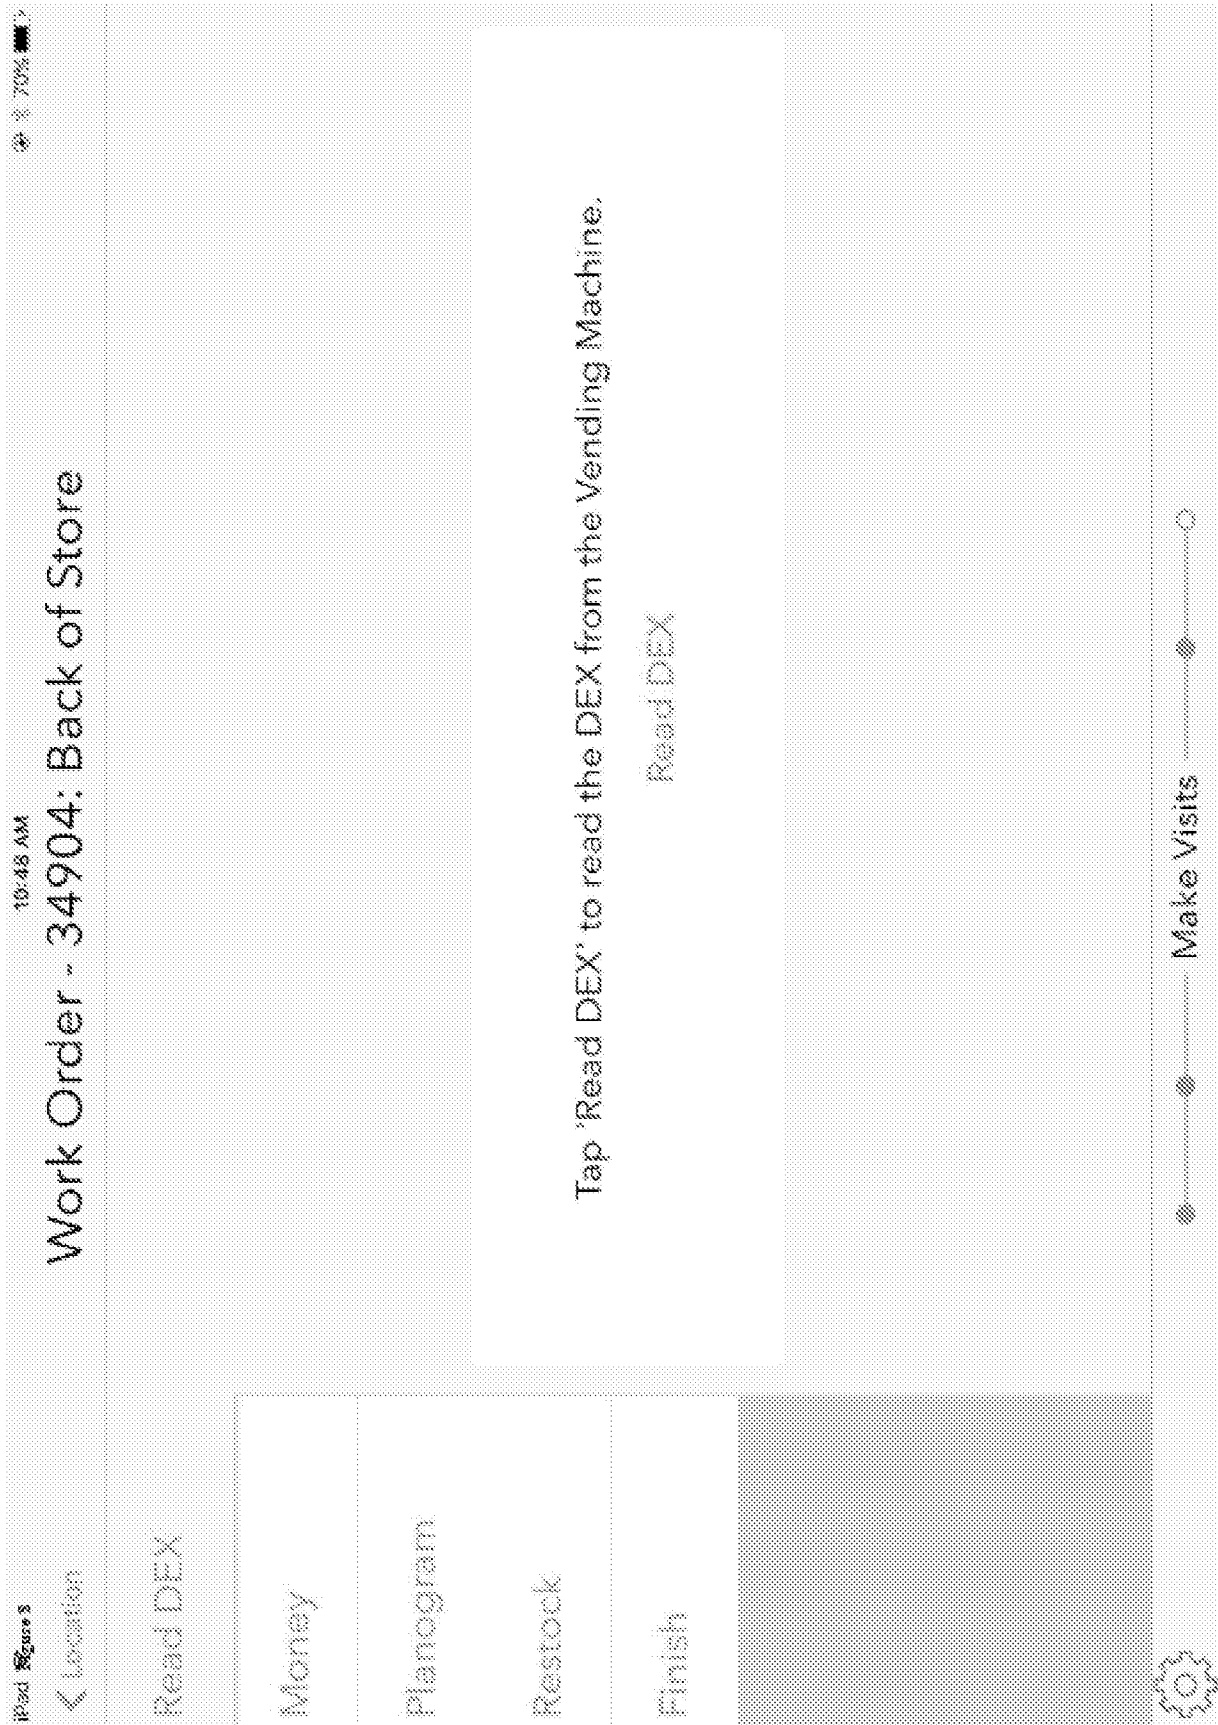 iPad
10:48 AM
70%
Location
Work Order - 34904: Back of Store
Read DEX
Money
Planogram
Restock
Finish
Tap 'Read DEX' to read the DEX from the Vending Machine.
Read DEX
Make Visits